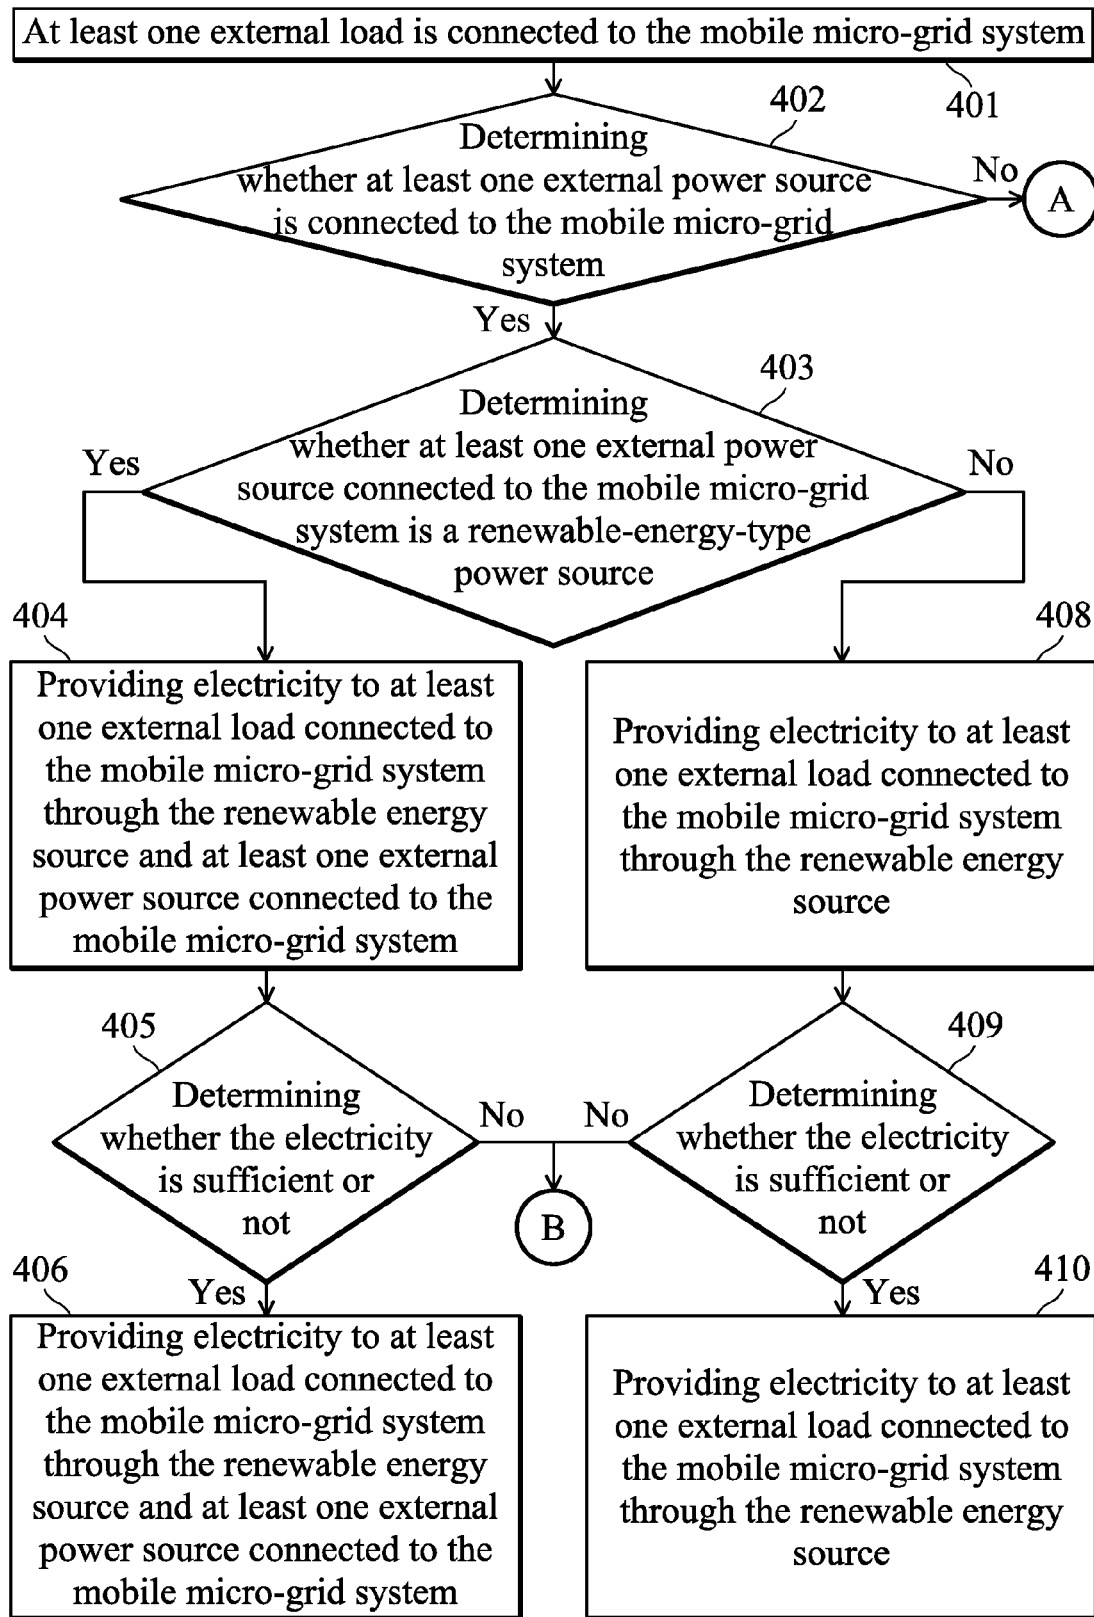 At least one external load is connected to the mobile micro-grid system
401
402
Determining
whether at least one external power source
is connected to the mobile micro-grid
system
No
A
Yes
403
Determining
whether at least one external power
source connected to the mobile micro-grid
system is a renewable-energy-type
power source
Yes
No
404
Providing electricity to at least
one external load connected to
the mobile micro-grid system
through the renewable energy
source and at least one external
power source connected to the
mobile micro-grid system
408
Providing electricity to at least
one external load connected to
the mobile micro-grid system
through the renewable energy
source
405
Determining
whether the electricity
is sufficient or
not
No
No
B
409
Determining
whether the electricity
is sufficient or
not
Yes
Yes
406
Providing electricity to at least
one external load connected to
the mobile micro-grid system
through the renewable energy
source and at least one external
power source connected to the
mobile micro-grid system
410
Providing electricity to at least
one external load connected to
the mobile micro-grid system
through the renewable energy
source